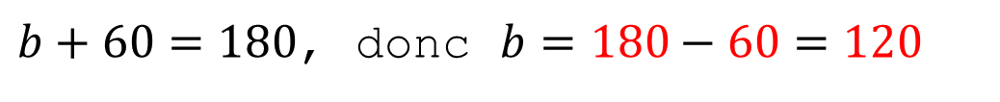 b + 60 = 180, donc b = 180 − 60 = 120